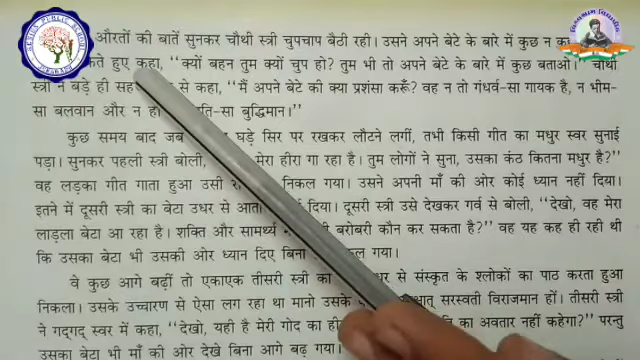 औरतों की बातें सुनकर चौथी स्त्री चुपचाप बैठी रही। उसने अपने बेटे के बारे में कुछ न
हुए कहा, ‘‘क्यों बहन तुम क्यों चुप हो? तुम भी तो अपने बेटे के बारे में कुछ बताओ।’’ चौथी
स्त्री ने बड़े ही से कहा, ‘‘मैं अपने बेटे की क्या प्रशंसा करूँ? वह न तो गंधर्व-सा गायक है, न भीम-
सा बलवान और न ही बुद्धिमान।’’
कुछ समय बाद जब घड़े सिर पर रखकर लौटने लगीं, तभी किसी गीत का मधुर स्वर सुनाई
पड़ा। सुनकर पहली स्त्री बोली, मेरा हीरा गा रहा है। तुम लोगों ने सुना, उसका कंठ कितना मधुर है?’’
वह लड़का गीत गाता हुआ उसी निकल गया। उसने अपनी माँ की ओर कोई ध्यान नहीं दिया।
इतने में दूसरी स्त्री का बेटा उधर से आता दिया। दूसरी स्त्री उसे देखकर गर्व से बोली, ‘‘देखो, वह मेरा
लाड़ला बेटा आ रहा है। शक्ति और सामर्थ्य बरोबरी कौन कर सकता है?’’ वह यह कह ही रही थी
कि उसका बेटा भी उसकी ओर ध्यान दिए बिना गया।
वे कुछ आगे बढ़ीं तो एकाएक तीसरी स्त्री का से संस्कृत के श्लोकों का पाठ करता हुआ
निकला। उसके उच्चारण से ऐसा लग रहा था मानो उसके सरस्वती विराजमान हों। तीसरी स्त्री
ने गद्गद् स्वर में कहा, ‘‘देखो, यही है मेरी गोद का का अवतार नहीं कहेगा?’’ परन्तु
उसका बेटा भी माँ की ओर देखे बिना आगे बढ़ गया।